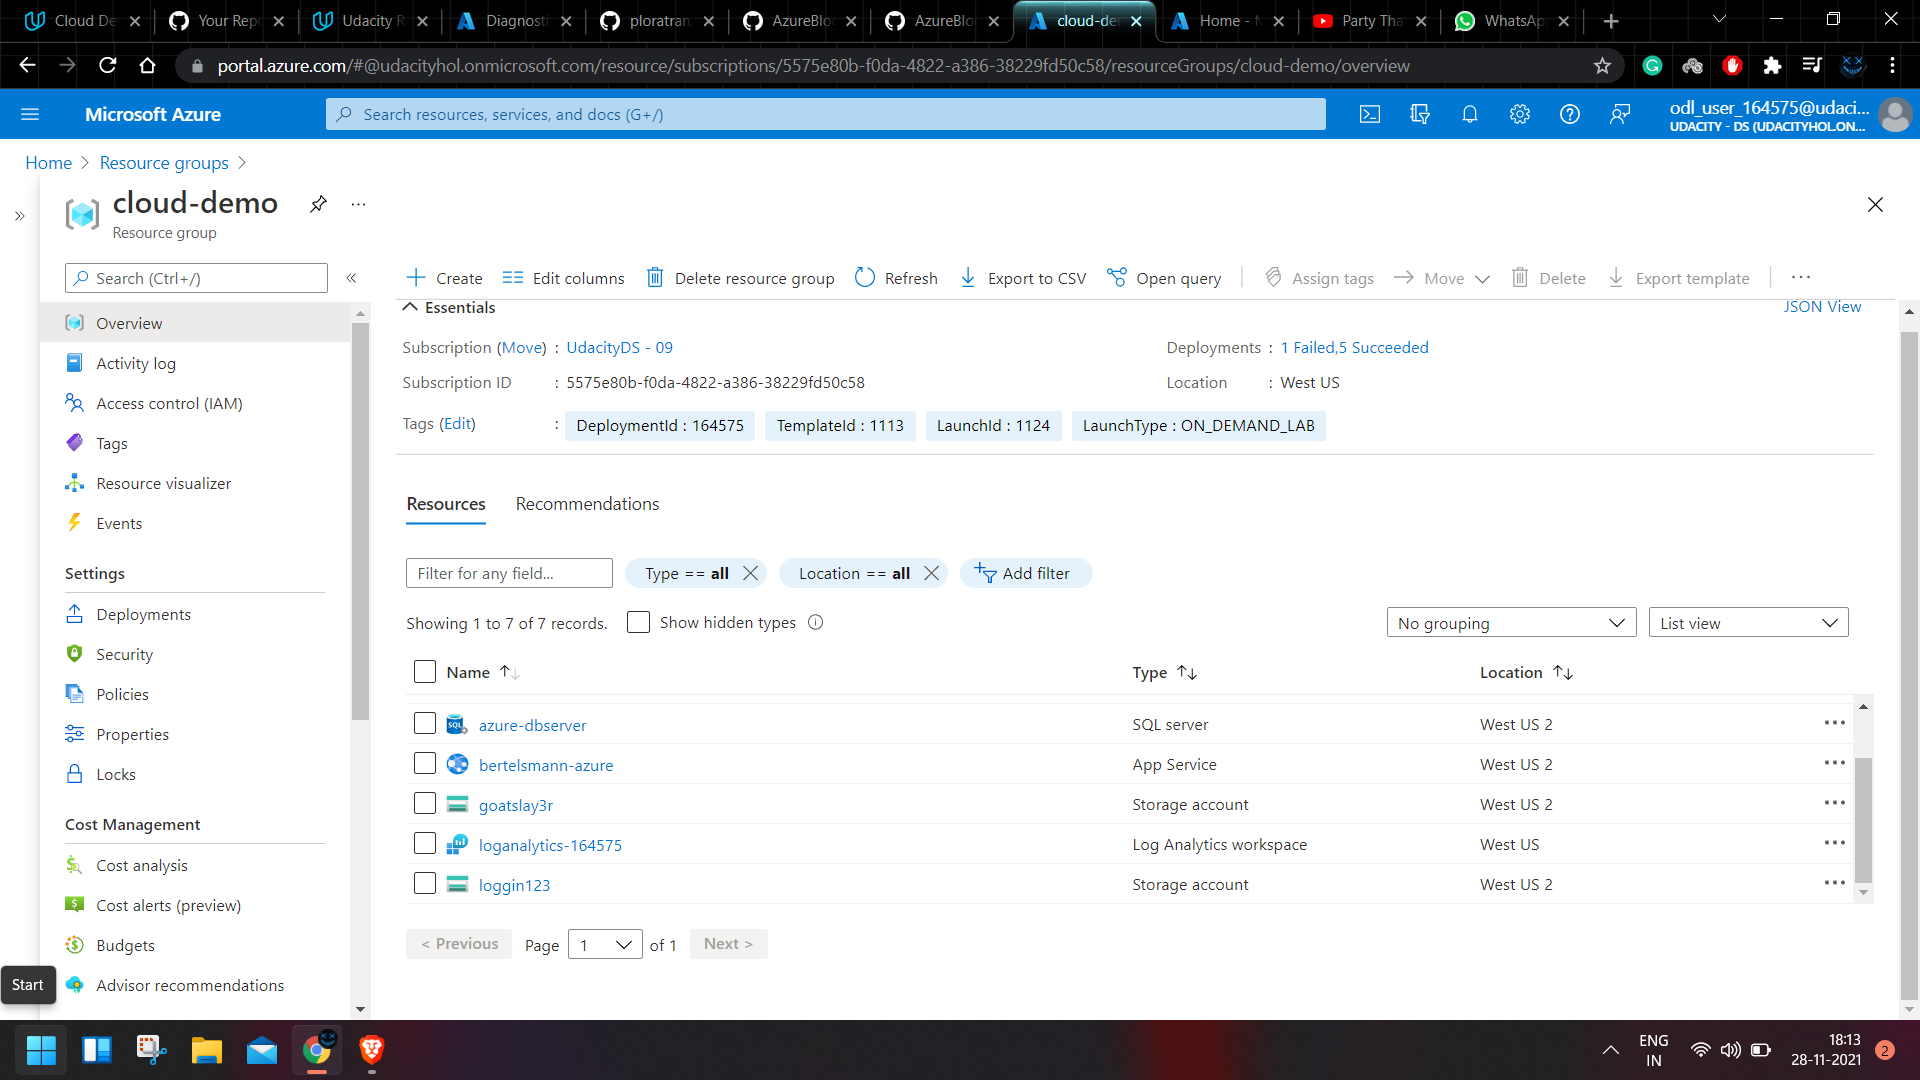 Cloud De
Your Rep
Udacity R
Diagnosti
ploratran
AzureBlo
AzureBlo
cloud-de
Home - M
Party Tha
WhatsAp
portal.azure.com/#@udacityhol.onmicrosoft.com/resource/subscriptions/5575e80b-f0da-4822-a386-38229fd50c58/resourceGroups/cloud-demo/overview
Microsoft Azure
Search resources, services, and docs (G+/)
odl_user_164575@udaci...
UDACITY - DS (UDACITYHOL.ON...
Home > Resource groups >
cloud-demo
Resource group
Search (Ctrl+/)
Create
Edit columns
Delete resource group
Refresh
Export to CSV
Open query
Assign tags
Move
Delete
Export template
Essentials
JSON View
Subscription (Move) : UdacityDS - 09
Deployments : 1 Failed,5 Succeeded
Subscription ID : 5575e80b-f0da-4822-a386-38229fd50c58
Location : West US
Tags (Edit) : DeploymentId : 164575 TemplateId : 1113 LaunchId : 1124 LaunchType : ON_DEMAND_LAB
Overview
Activity log
Access control (IAM)
Tags
Resource visualizer
Events
Settings
Deployments
Security
Policies
Properties
Locks
Cost Management
Cost analysis
Cost alerts (preview)
Budgets
Advisor recommendations
Resources Recommendations
Filter for any field...
Type == all
Location == all
Add filter
Showing 1 to 7 of 7 records.
Show hidden types
No grouping
List view
Name Type Location
azure-dbserver SQL server West US 2
bertelsmann-azure App Service West US 2
goatslay3r Storage account West US 2
loganalytics-164575 Log Analytics workspace West US
loggin123 Storage account West US 2
< Previous Page 1 of 1 Next >
Start
ENG
IN
18:13
28-11-2021
2